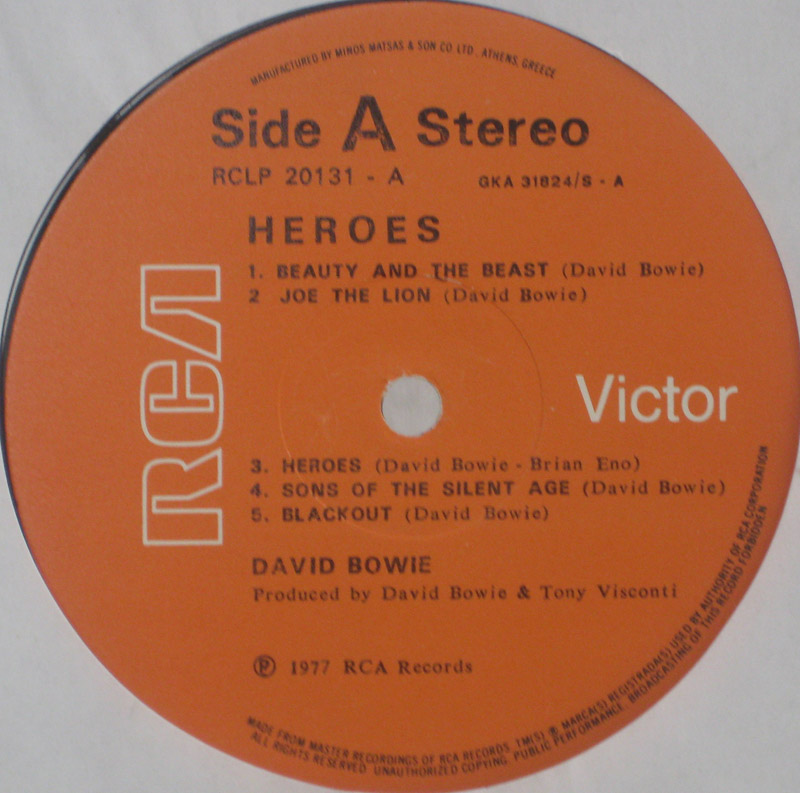 MANUFACTURED BY MINOS MATSAS & SON CO LTD., ATHENS, GREECE
Side A Stereo
RCLP 20131 - A
GKA 31824/S - A
HEROES
1. BEAUTY AND THE BEAST (David Bowie)
2 JOE THE LION (David Bowie)
RCA
Victor
3. HEROES (David Bowie - Brian Eno)
4. SONS OF THE SILENT AGE (David Bowie)
5. BLACKOUT (David Bowie)
DAVID BOWIE
Produced by David Bowie & Tony Visconti
℗ 1977 RCA Records
MADE FROM MASTER RECORDINGS OF RCA RECORDS. TM(S) ® MARCA(S) REGISTRADA(S) USED BY AUTHORITY OF RCA CORPORATION
ALL RIGHTS RESERVED. UNAUTHORIZED COPYING. PUBLIC PERFORMANCE. BROADCASTING OF THIS RECORD FORBIDDEN